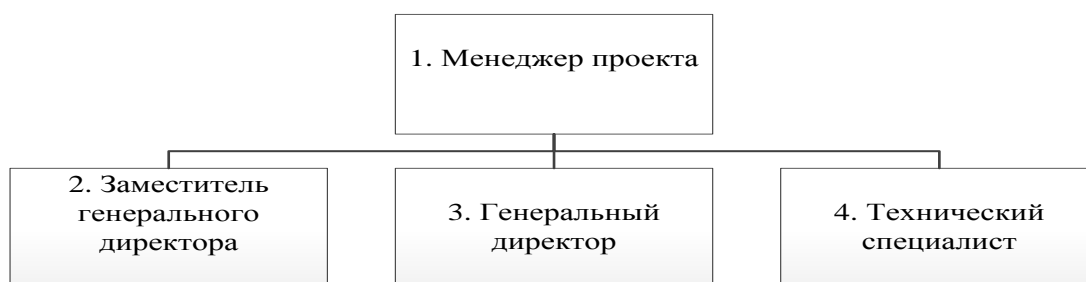 1. Менеджер проекта
2. Заместитель
генерального
директора
3. Генеральный
директор
4. Технический
специалист